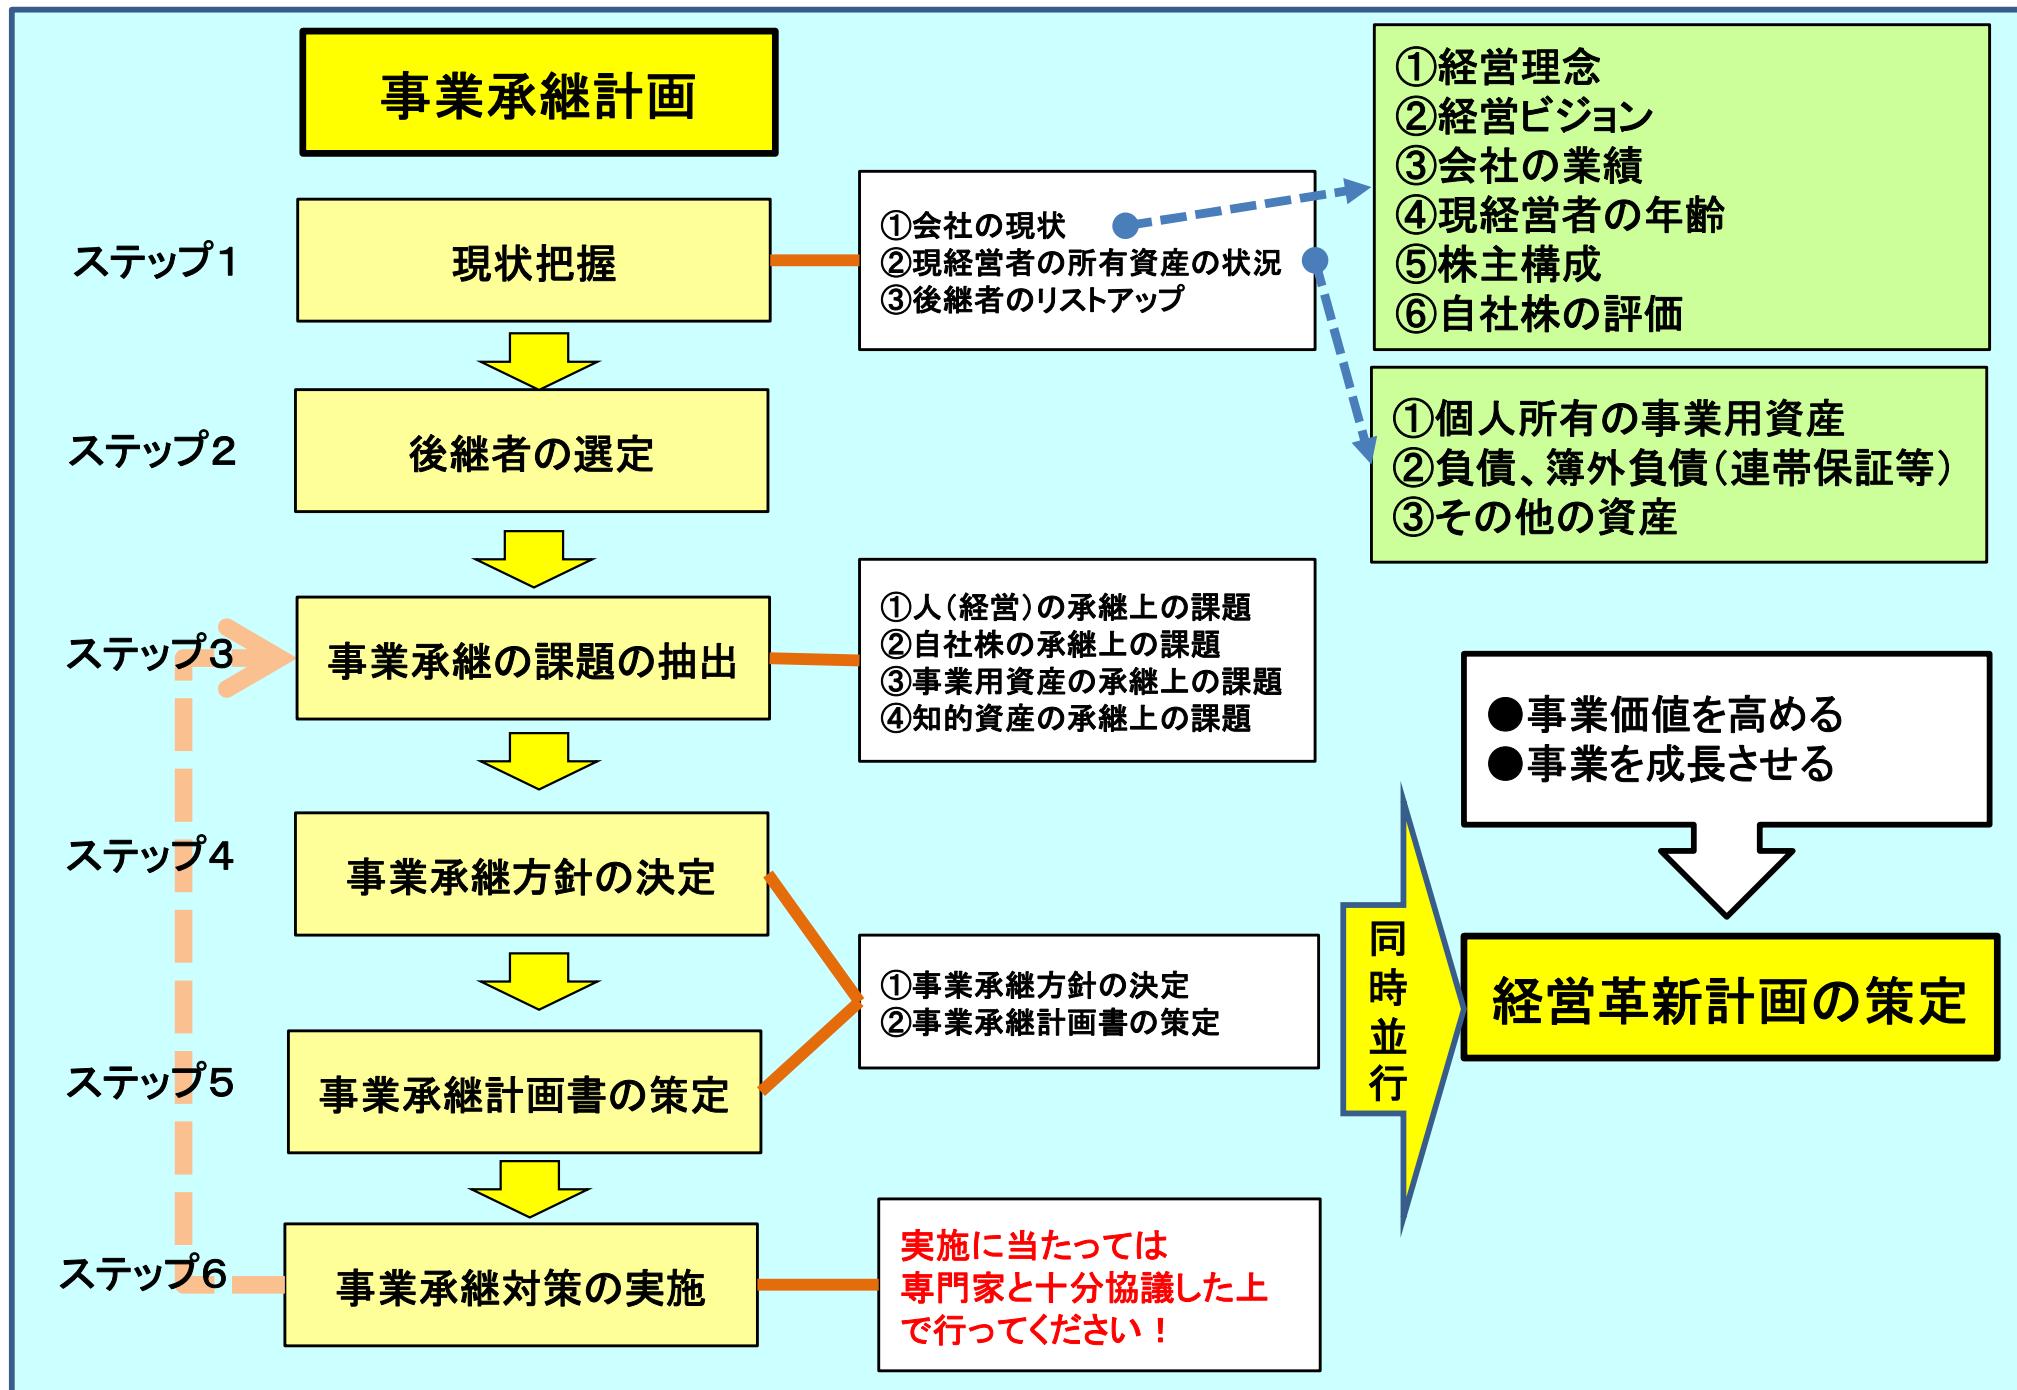 事業承継計画
ステップ１
現状把握
①会社の現状
②現経営者の所有資産の状況
③後継者のリストアップ
①経営理念
②経営ビジョン
③会社の業績
④現経営者の年齢
⑤株主構成
⑥自社株の評価
①個人所有の事業用資産
②負債、簿外負債（連帯保証等）
③その他の資産
ステップ２
後継者の選定
ステップ３
事業承継の課題の抽出
①人（経営）の承継上の課題
②自社株の承継上の課題
③事業用資産の承継上の課題
④知的資産の承継上の課題
ステップ４
事業承継方針の決定
ステップ５
事業承継計画書の策定
①事業承継方針の決定
②事業承継計画書の策定
同時並行
●事業価値を高める
●事業を成長させる
経営革新計画の策定
ステップ６
事業承継対策の実施
実施に当たっては
専門家と十分協議した上
で行ってください！